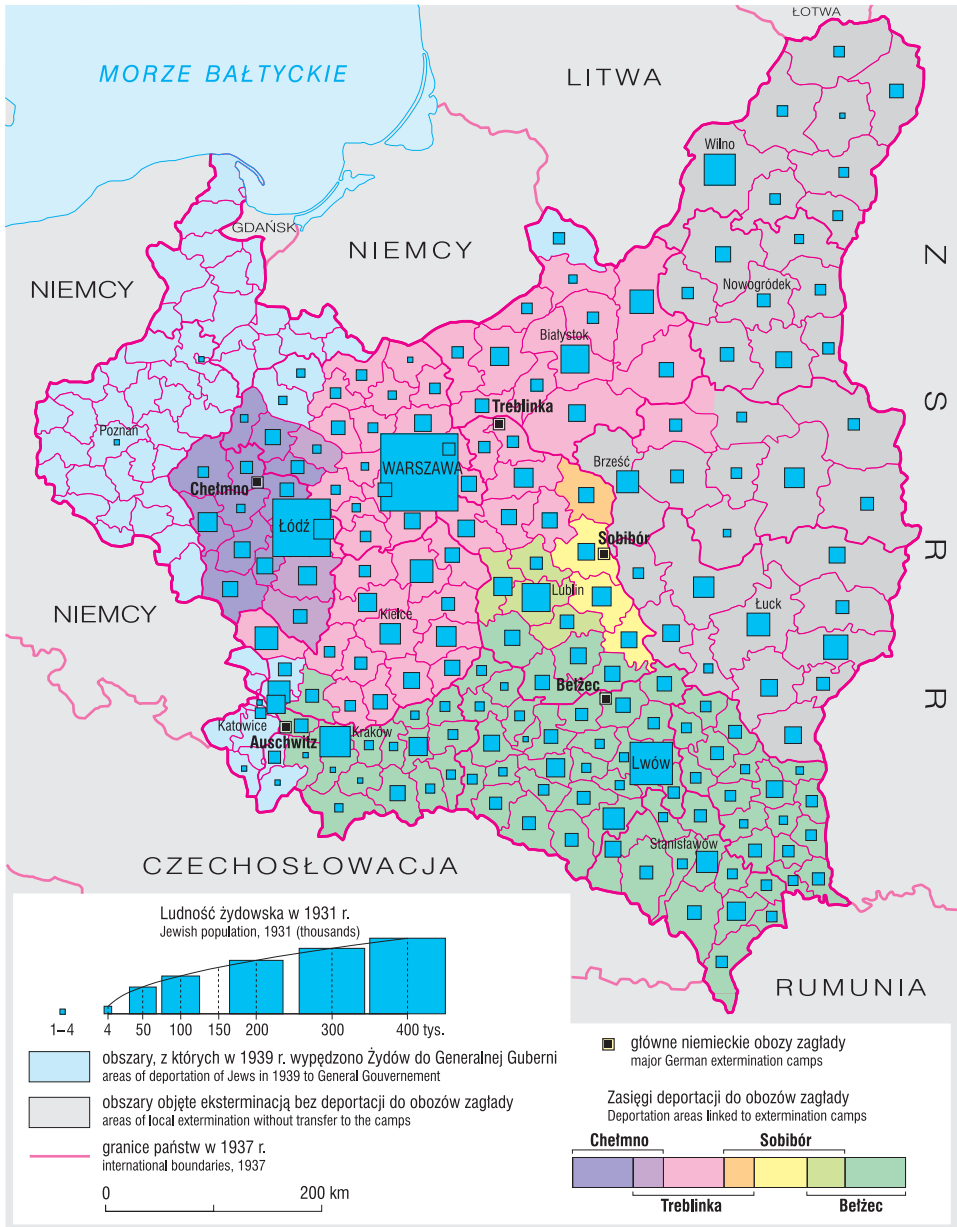 ŁOTWA
MORZE BAŁTYCKIE
LITWA
Wilno
GDAŃSK
NIEMCY
NIEMCY
Z
Nowogródek
Białystok
S
Treblinka
Poznań
WARSZAWA
Brześć
Chełmno
Łódź
Sobibór
R
Lublin
NIEMCY
Łuck
Kielce
Bełżec
R
Katowice
Kraków
Auschwitz
Lwów
Stanisławów
CZECHOSŁOWACJA
RUMUNIA
Ludność żydowska w 1931 r.
Jewish population, 1931 (thousands)
1–4 4 50 100 150 200 300 400 tys.
obszary, z których w 1939 r. wypędzono Żydów do Generalnej Guberni
areas of deportation of Jews in 1939 to General Gouvernement
obszary objęte eksterminacją bez deportacji do obozów zagłady
areas of local extermination without transfer to the camps
granice państw w 1937 r.
international boundaries, 1937
0 200 km
główne niemieckie obozy zagłady
major German extermination camps
Zasięgi deportacji do obozów zagłady
Deportation areas linked to extermination camps
Chełmno Sobibór
Treblinka Bełżec